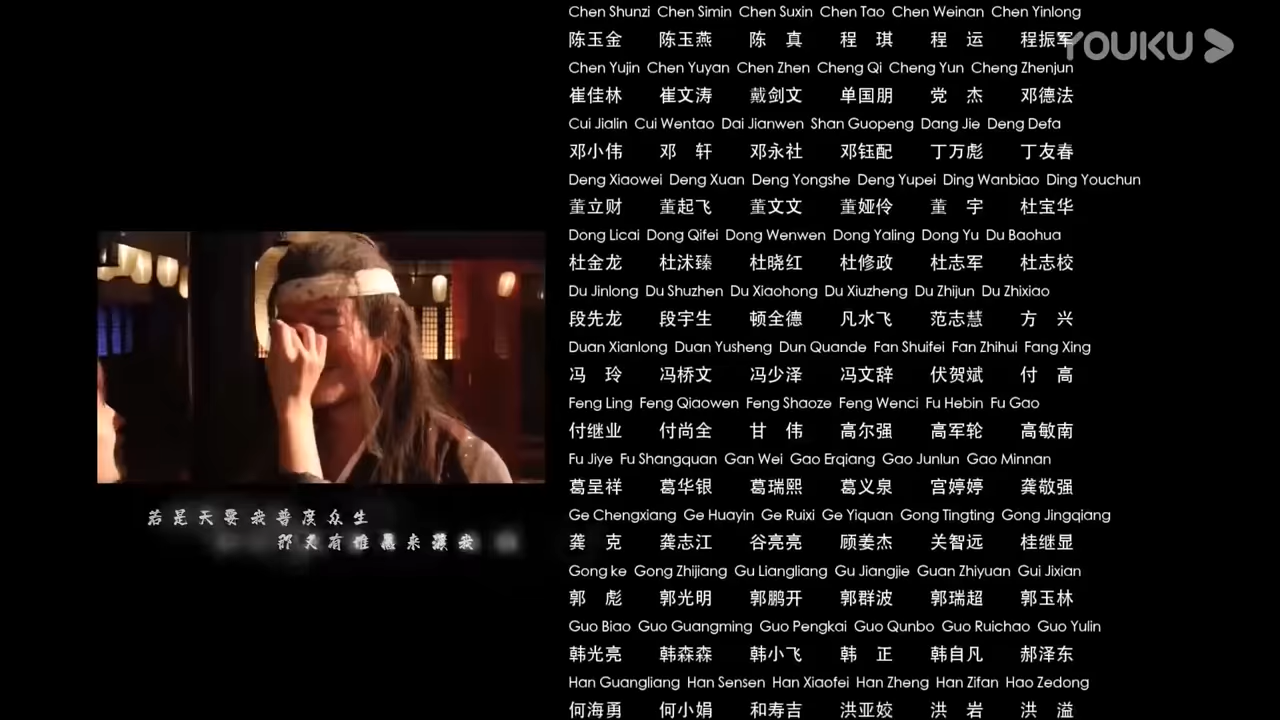 Chen Shunzi Chen Simin Chen Suxin Chen Tao Chen Weinan Chen Yinlong
陈玉金 陈玉燕 陈 真 程 琪 程 运 程振军
YOUKU
Chen Yujin Chen Yuyan Chen Zhen Cheng Qi Cheng Yun Cheng Zhenjun
崔佳林 崔文涛 戴剑文 单国朋 党 杰 邓德法
Cui Jialin Cui Wentao Dai Jianwen Shan Guopeng Dang Jie Deng Defa
邓小伟 邓 轩 邓永社 邓钰配 丁万彪 丁友春
Deng Xiaowei Deng Xuan Deng Yongshe Deng Yupei Ding Wanbiao Ding Youchun
董立财 董起飞 董文文 董娅伶 董 宇 杜宝华
Dong Licai Dong Qifei Dong Wenwen Dong Yaling Dong Yu Du Baohua
杜金龙 杜沭臻 杜晓红 杜修政 杜志军 杜志校
Du Jinlong Du Shuzhen Du Xiaohong Du Xiuzheng Du Zhijun Du Zhixiao
段先龙 段宇生 顿全德 凡水飞 范志慧 方 兴
Duan Xianlong Duan Yusheng Dun Quande Fan Shuifei Fan Zhihui Fang Xing
冯 玲 冯桥文 冯少泽 冯文辞 伏贺斌 付 高
Feng Ling Feng Qiaowen Feng Shaoze Feng Wenci Fu Hebin Fu Gao
付继业 付尚全 甘 伟 高尔强 高军轮 高敏南
Fu Jiye Fu Shangquan Gan Wei Gao Erqiang Gao Junlun Gao Minnan
葛呈祥 葛华银 葛瑞熙 葛义泉 宫婷婷 龚敬强
Ge Chengxiang Ge Huayin Ge Ruixi Ge Yiquan Gong Tingting Gong Jingqiang
龚 克 龚志江 谷亮亮 顾姜杰 关智远 桂继显
Gong ke Gong Zhijiang Gu Liangliang Gu Jiangjie Guan Zhiyuan Gui Jixian
郭 彪 郭光明 郭鹏开 郭群波 郭瑞超 郭玉林
Guo Biao Guo Guangming Guo Pengkai Guo Qunbo Guo Ruichao Guo Yulin
韩光亮 韩森森 韩小飞 韩 正 韩自凡 郝泽东
Han Guangliang Han Sensen Han Xiaofei Han Zheng Han Zifan Hao Zedong
何海勇 何小娟 和寿吉 洪亚姣 洪 岩 洪 溢
若是天要我普度众生
那又有谁愿来渡我